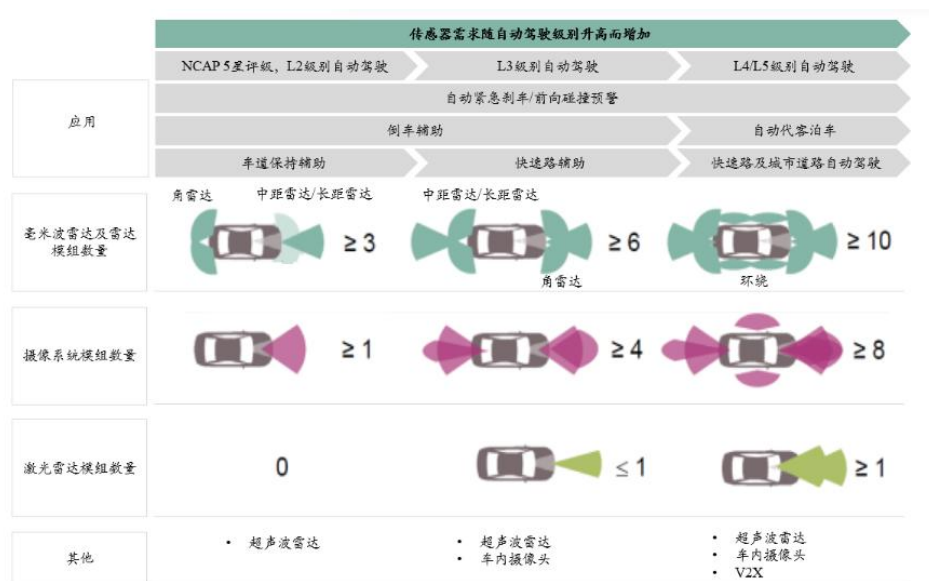 传感器需求随自动驾驶级别升高而增加
NCAP 5星评级，L2级别自动驾驶
L3级别自动驾驶
L4/L5级别自动驾驶
应用
自动紧急刹车/前向碰撞预警
倒车辅助
自动代客泊车
车道保持辅助
快速路辅助
快速路及城市道路自动驾驶
毫米波雷达及雷达
模组数量
角雷达
中距雷达/长距雷达
≥ 3
中距雷达/长距雷达
角雷达
≥ 6
环绕
≥ 10
摄像系统模组数量
≥ 1
≥ 4
≥ 8
激光雷达模组数量
0
≤ 1
≥ 1
其他
• 超声波雷达
• 超声波雷达
• 车内摄像头
• 超声波雷达
• 车内摄像头
• V2X